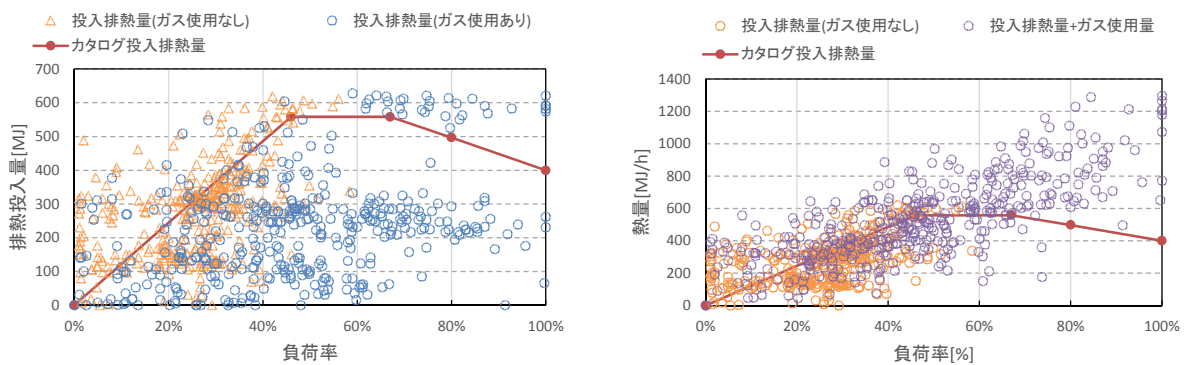 投入排熱量(ガス使用なし)
投入排熱量(ガス使用あり)
カタログ投入排熱量
排熱投入量[MJ]
700
600
500
400
300
200
100
0
0%
20%
40%
60%
80%
100%
負荷率
投入排熱量(ガス使用なし)
投入排熱量+ガス使用量
カタログ投入排熱量
熱量[MJ/h]
1400
1200
1000
800
600
400
200
0
0%
20%
40%
60%
80%
100%
負荷率[%]